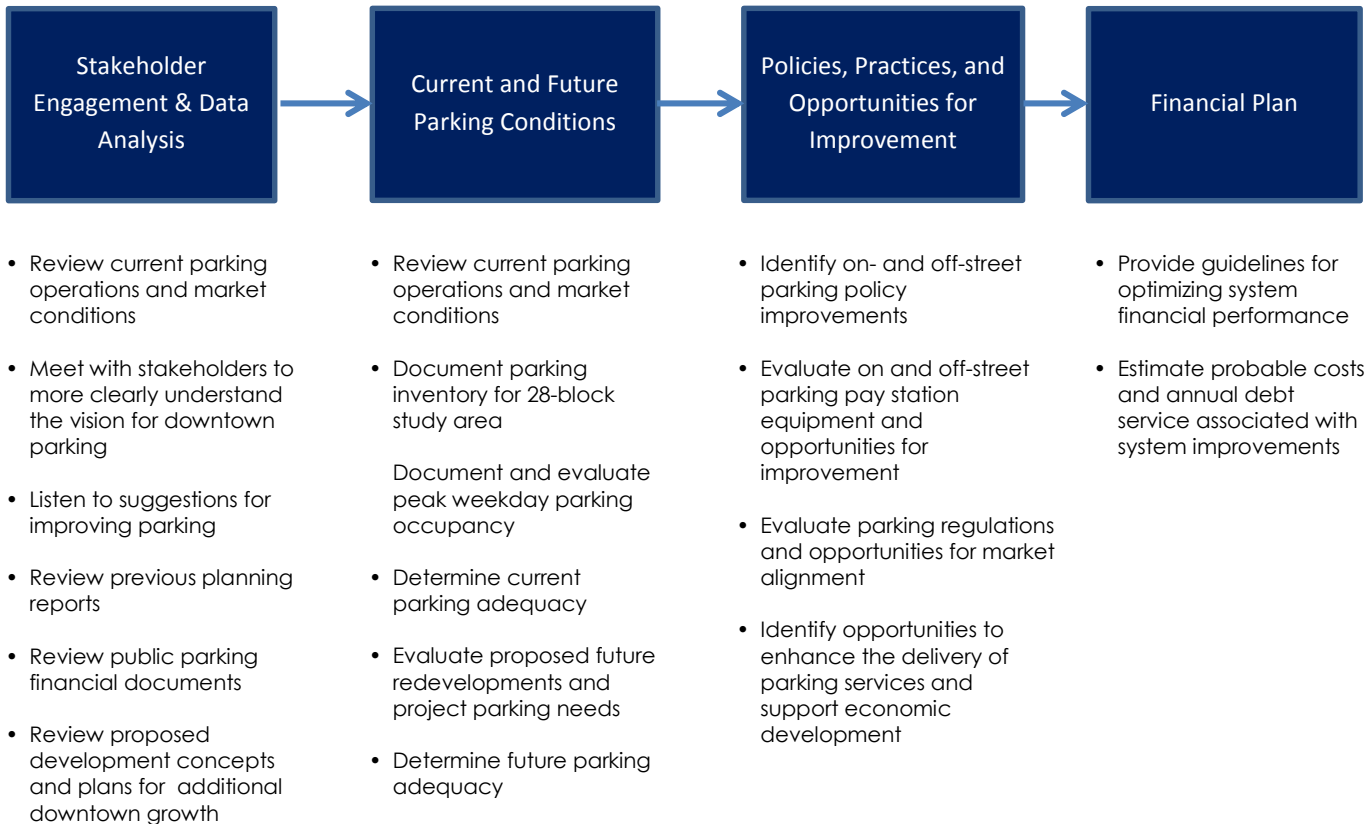 Stakeholder
Engagement & Data
Analysis
Current and Future
Parking Conditions
Policies, Practices, and
Opportunities for
Improvement
Financial Plan
• Review current parking
operations and market
conditions
• Meet with stakeholders to
more clearly understand
the vision for downtown
parking
• Listen to suggestions for
improving parking
• Review previous planning
reports
• Review public parking
financial documents
• Review proposed
development concepts
and plans for additional
downtown growth
• Review current parking
operations and market
conditions
• Document parking
inventory for 28-block
study area
Document and evaluate
peak weekday parking
occupancy
• Determine current
parking adequacy
• Evaluate proposed future
redevelopments and
project parking needs
• Determine future parking
adequacy
• Identify on- and off-street
parking policy
improvements
• Evaluate on and off-street
parking pay station
equipment and
opportunities for
improvement
• Evaluate parking regulations
and opportunities for market
alignment
• Identify opportunities to
enhance the delivery of
parking services and
support economic
development
• Provide guidelines for
optimizing system
financial performance
• Estimate probable costs
and annual debt
service associated with
system improvements